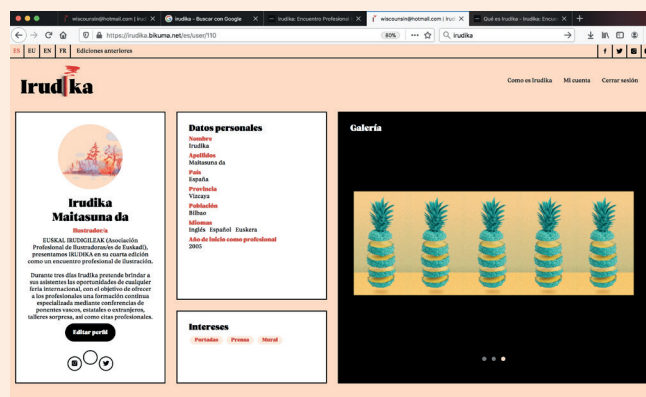 wiscoursin@hotmail.com | Irud
irudika - Buscar con Google
Irudika: Encuentro Profesional
wiscoursin@hotmail.com | Irud
Qué es Irudika - Irudika: Encue
https://irudika.bikuma.net/es/user/110
80%
irudika
ES EU EN FR Ediciones anteriores
Irudika
Como es Irudika Mi cuenta Cerrar sesión
Irudika
Maitasuna da
Ilustrador/a
EUSKAL IRUDIGILEAK (Asociación
Profesional de Ilustradoras/es de Euskadi),
presentamos IRUDIKA en su cuarta edición
como un encuentro profesional de ilustración.
Durante tres días Irudika pretende brindar a
sus asistentes las oportunidades de cualquier
feria internacional, con el objetivo de ofrecer
a los profesionales una formación continua
especializada mediante conferencias de
ponentes vascos, estatales o extranjeros,
talleres sorpresa, así como citas profesionales.
Editar perfil
Datos personales
Nombre
Irudika
Apellidos
Maitasuna da
País
España
Provincia
Vizcaya
Población
Bilbao
Idiomas
Inglés Español Euskera
Año de inicio como profesional
2005
Intereses
Portadas Prensa Mural
Galería